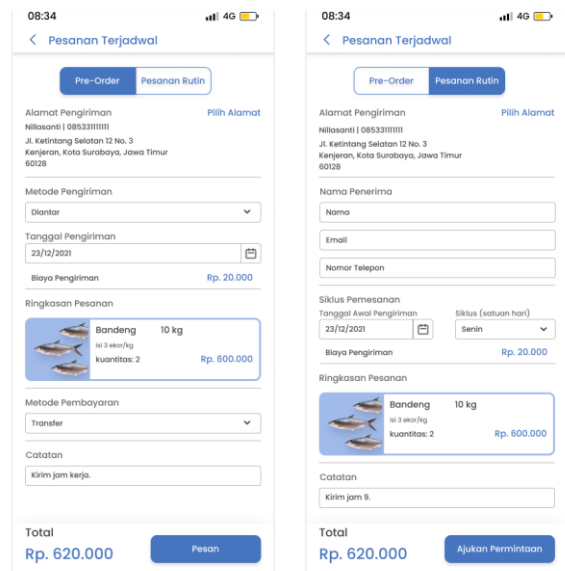 08:34
4G
Pesanan Terjadwal
Pre-Order
Pesanan Rutin
Alamat Pengiriman
Pilih Alamat
Nillasanti | 085331111111
Jl. Ketintang Selatan 12 No. 3
Kenjeran, Kota Surabaya, Jawa Timur
60128
Metode Pengiriman
Diantar
Tanggal Pengiriman
23/12/2021
Biaya Pengiriman
Rp. 20.000
Ringkasan Pesanan
Bandeng 10 kg
isi 3 ekor/kg
kuantitas: 2
Rp. 600.000
Metode Pembayaran
Transfer
Catatan
Kirim jam kerja.
Total
Rp. 620.000
Pesan
08:34
4G
Pesanan Terjadwal
Pre-Order
Pesanan Rutin
Alamat Pengiriman
Pilih Alamat
Nillasanti | 085331111111
Jl. Ketintang Selatan 12 No. 3
Kenjeran, Kota Surabaya, Jawa Timur
60128
Nama Penerima
Nama
Email
Nomor Telepon
Siklus Pemesanan
Tanggal Awal Pengiriman
Siklus (satuan hari)
23/12/2021
Senin
Biaya Pengiriman
Rp. 20.000
Ringkasan Pesanan
Bandeng 10 kg
isi 3 ekor/kg
kuantitas: 2
Rp. 600.000
Catatan
Kirim jam 9.
Total
Rp. 620.000
Ajukan Permintaan